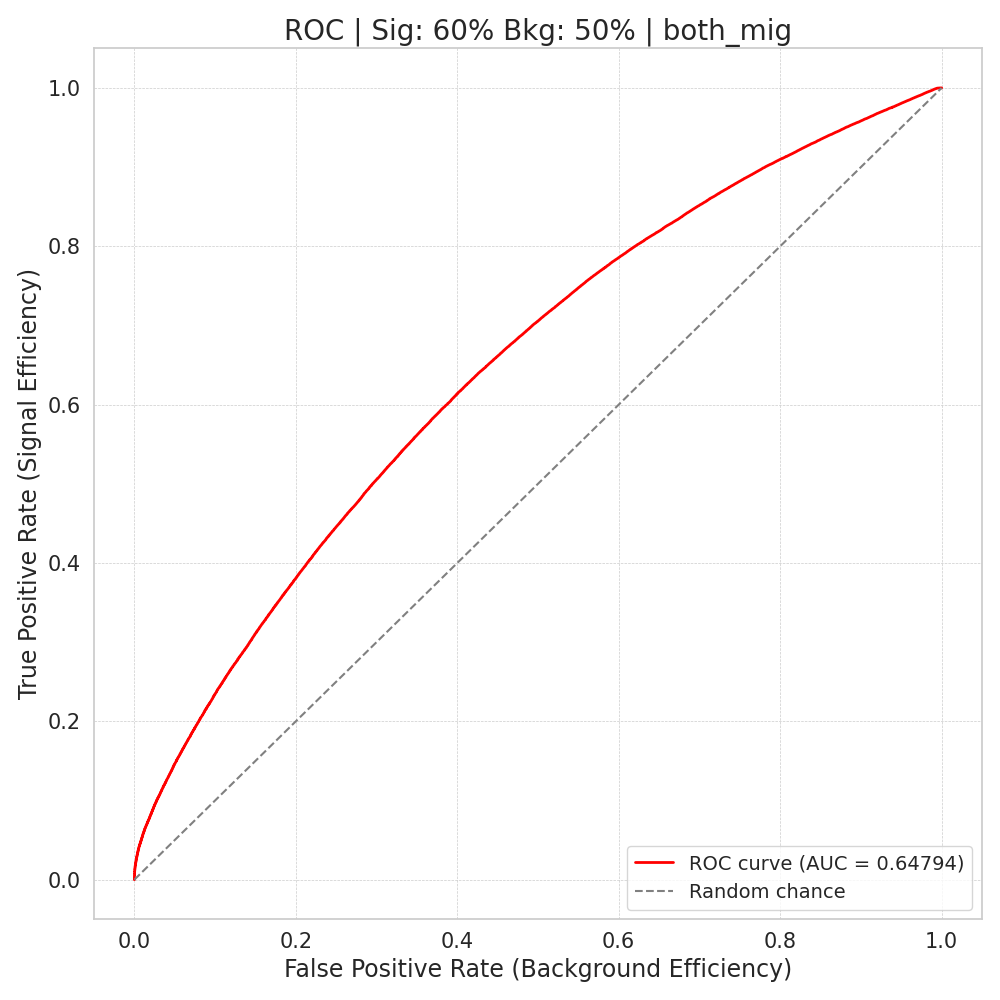 ROC | Sig: 60% Bkg: 50% | both_mig
True Positive Rate (Signal Efficiency)
1.0
0.8
0.6
0.4
0.2
0.0
ROC curve (AUC = 0.64794)
Random chance
0.0 0.2 0.4 0.6 0.8 1.0
False Positive Rate (Background Efficiency)